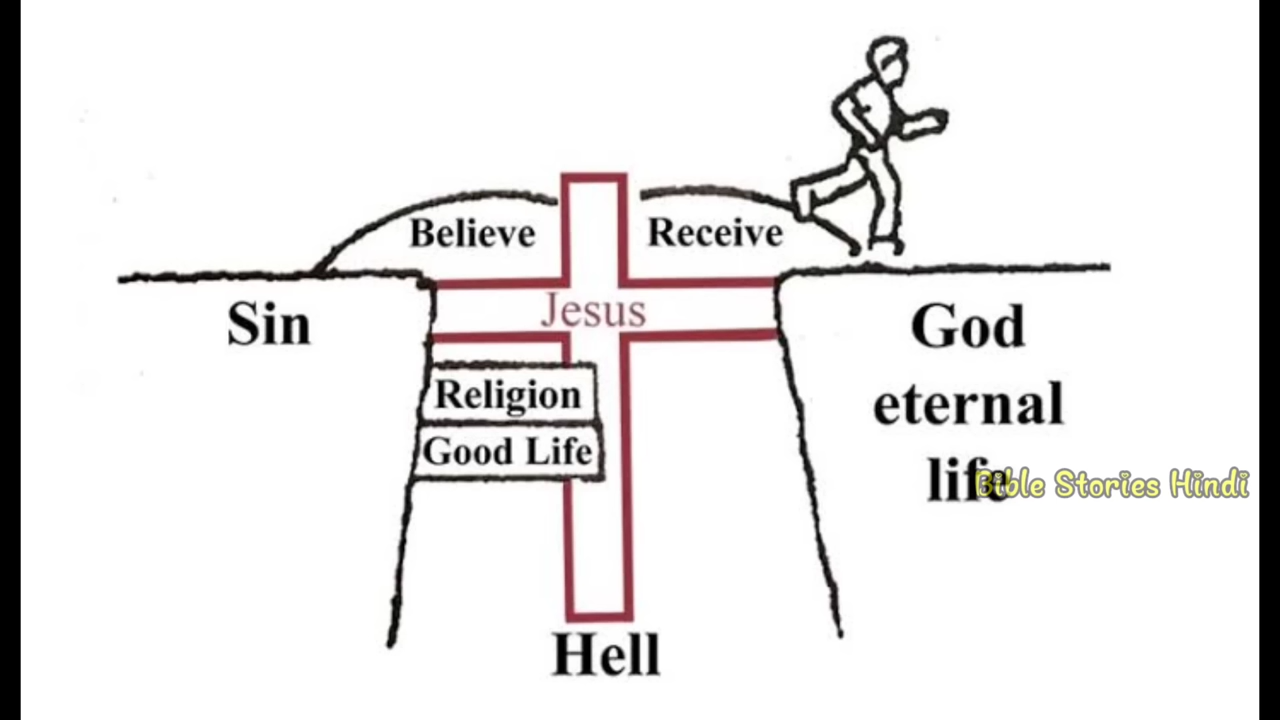 Believe
Receive
Jesus
Sin
Religion
Good Life
God
eternal
life
Bible Stories Hindi
Hell